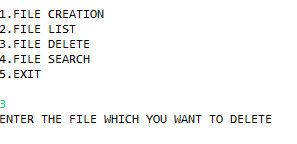 1.FILE CREATION
2.FILE LIST
3.FILE DELETE
4.FILE SEARCH
5.EXIT
3
ENTER THE FILE WHICH YOU WANT TO DELETE